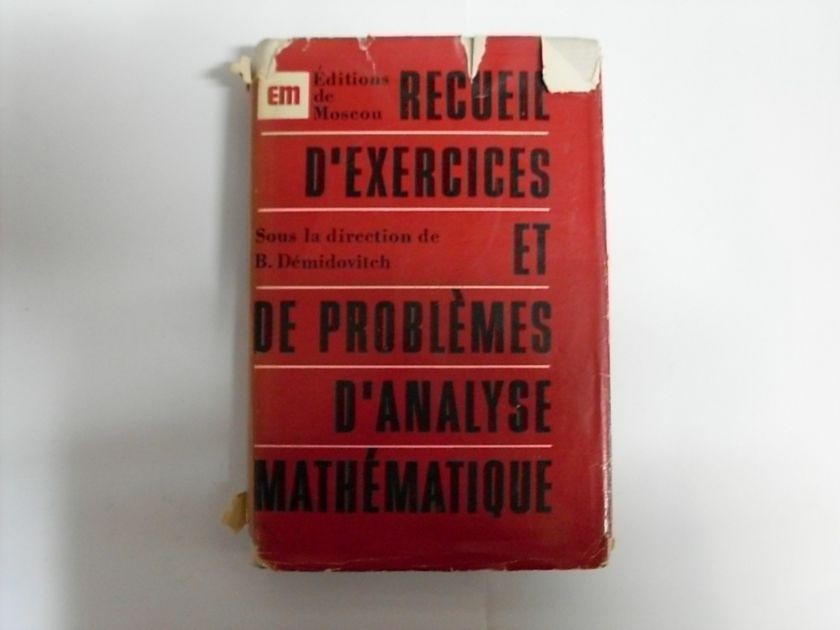 em
Éditions
de
Moscou
RECUEIL
D'EXERCICES
Sous la direction de
B. Démidovitch
ET
DE PROBLÈMES
D'ANALYSE
MATHÉMATIQUE